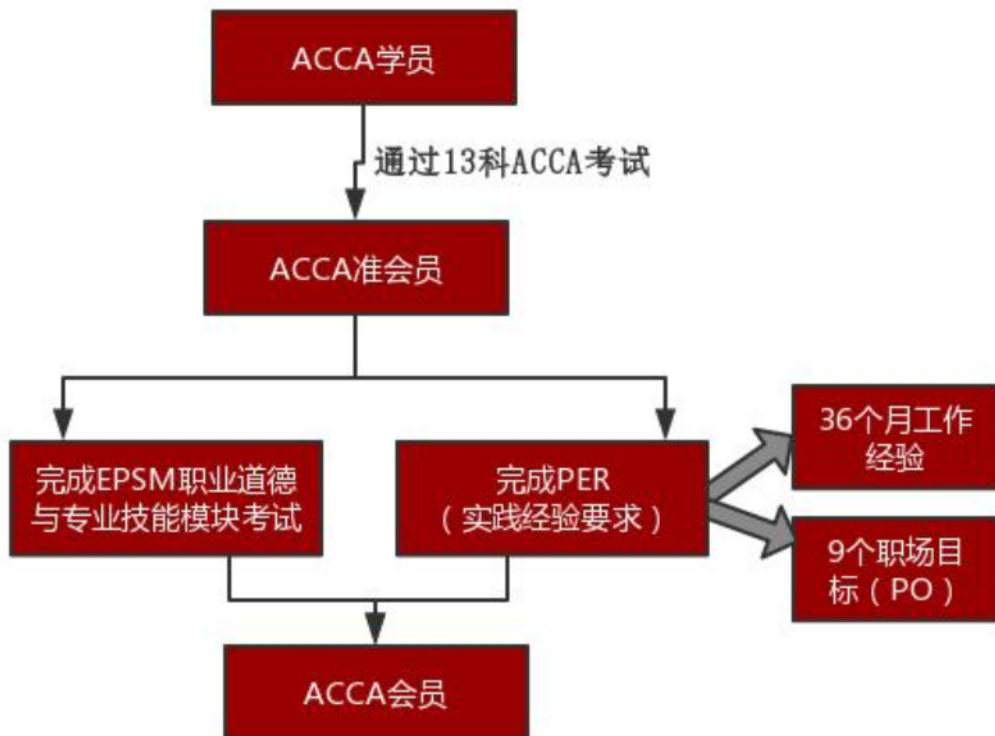 ACCA学员
通过13科ACCA考试
ACCA准会员
完成EPSM职业道德
与专业技能模块考试
完成PER
（实践经验要求）
36个月工作
经验
9个职场目
标（PO）
ACCA会员